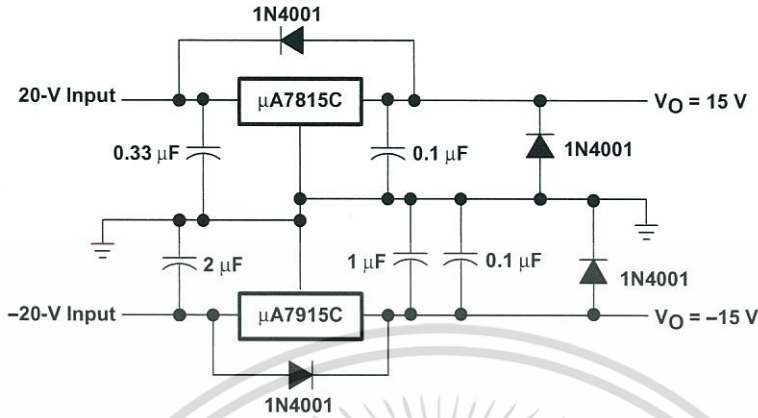 1N4001
20-V Input
µA7815C
VO = 15 V
0.33 µF
0.1 µF
1N4001
2 µF
1 µF
0.1 µF
1N4001
–20-V Input
µA7915C
VO = –15 V
1N4001